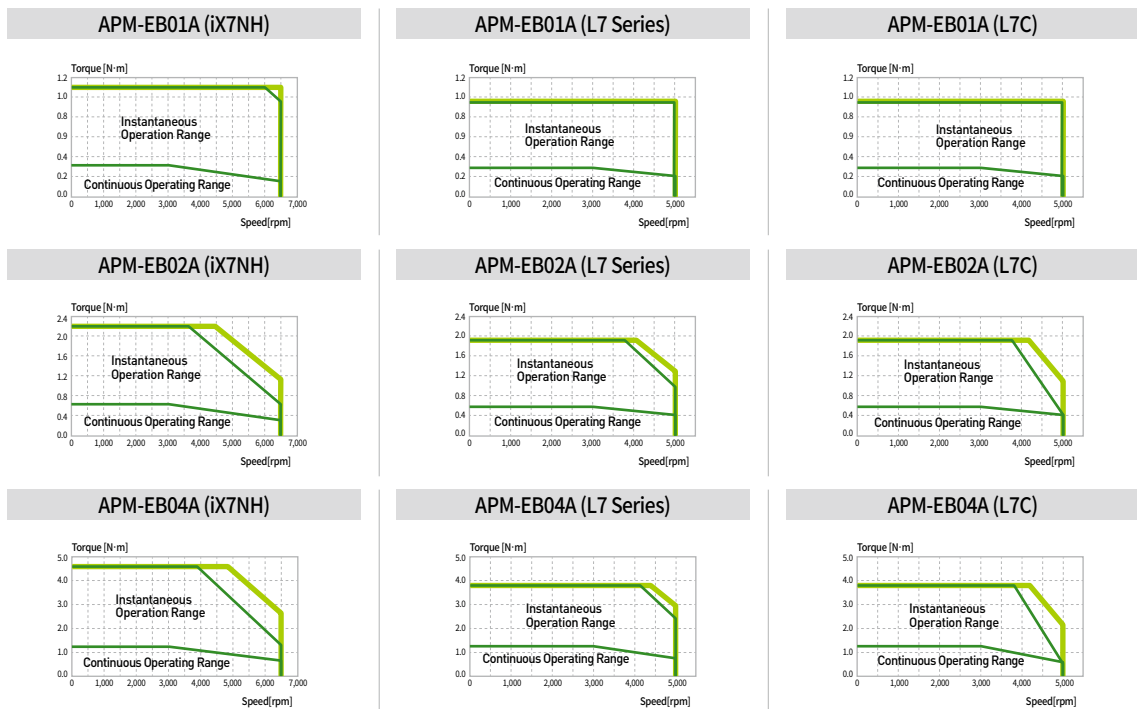 APM-EB01A (iX7NH)
Torque [N·m]
1.2
1.0
0.8
0.9
0.4
0.2
0.0
Instantaneous
Operation Range
Continuous Operating Range
0 1,000 2,000 3,000 4,000 5,000 6,000 7,000
Speed[rpm]
APM-EB01A (L7 Series)
Torque [N·m]
1.2
1.0
0.8
0.9
0.4
0.2
0.0
Instantaneous
Operation Range
Continuous Operating Range
0 1,000 2,000 3,000 4,000 5,000
Speed[rpm]
APM-EB01A (L7C)
Torque [N·m]
1.2
1.0
0.8
0.9
0.4
0.2
0.0
Instantaneous
Operation Range
Continuous Operating Range
0 1,000 2,000 3,000 4,000 5,000
Speed[rpm]
APM-EB02A (iX7NH)
Torque [N·m]
2.4
2.0
1.6
1.2
0.8
0.4
0.0
Instantaneous
Operation Range
Continuous Operating Range
0 1,000 2,000 3,000 4,000 5,000 6,000 7,000
Speed[rpm]
APM-EB02A (L7 Series)
Torque [N·m]
2.4
2.0
1.6
1.2
0.8
0.4
0.0
Instantaneous
Operation Range
Continuous Operating Range
0 1,000 2,000 3,000 4,000 5,000
Speed[rpm]
APM-EB02A (L7C)
Torque [N·m]
2.4
2.0
1.6
1.2
0.8
0.4
0.0
Instantaneous
Operation Range
Continuous Operating Range
0 1,000 2,000 3,000 4,000 5,000
Speed[rpm]
APM-EB04A (iX7NH)
Torque [N·m]
5.0
4.0
3.0
2.0
1.0
0.0
Instantaneous
Operation Range
Continuous Operating Range
0 1,000 2,000 3,000 4,000 5,000 6,000 7,000
Speed[rpm]
APM-EB04A (L7 Series)
Torque [N·m]
5.0
4.0
3.0
2.0
1.0
0.0
Instantaneous
Operation Range
Continuous Operating Range
0 1,000 2,000 3,000 4,000 5,000
Speed[rpm]
APM-EB04A (L7C)
Torque [N·m]
5.0
4.0
3.0
2.0
1.0
0.0
Instantaneous
Operation Range
Continuous Operating Range
0 1,000 2,000 3,000 4,000 5,000
Speed[rpm]